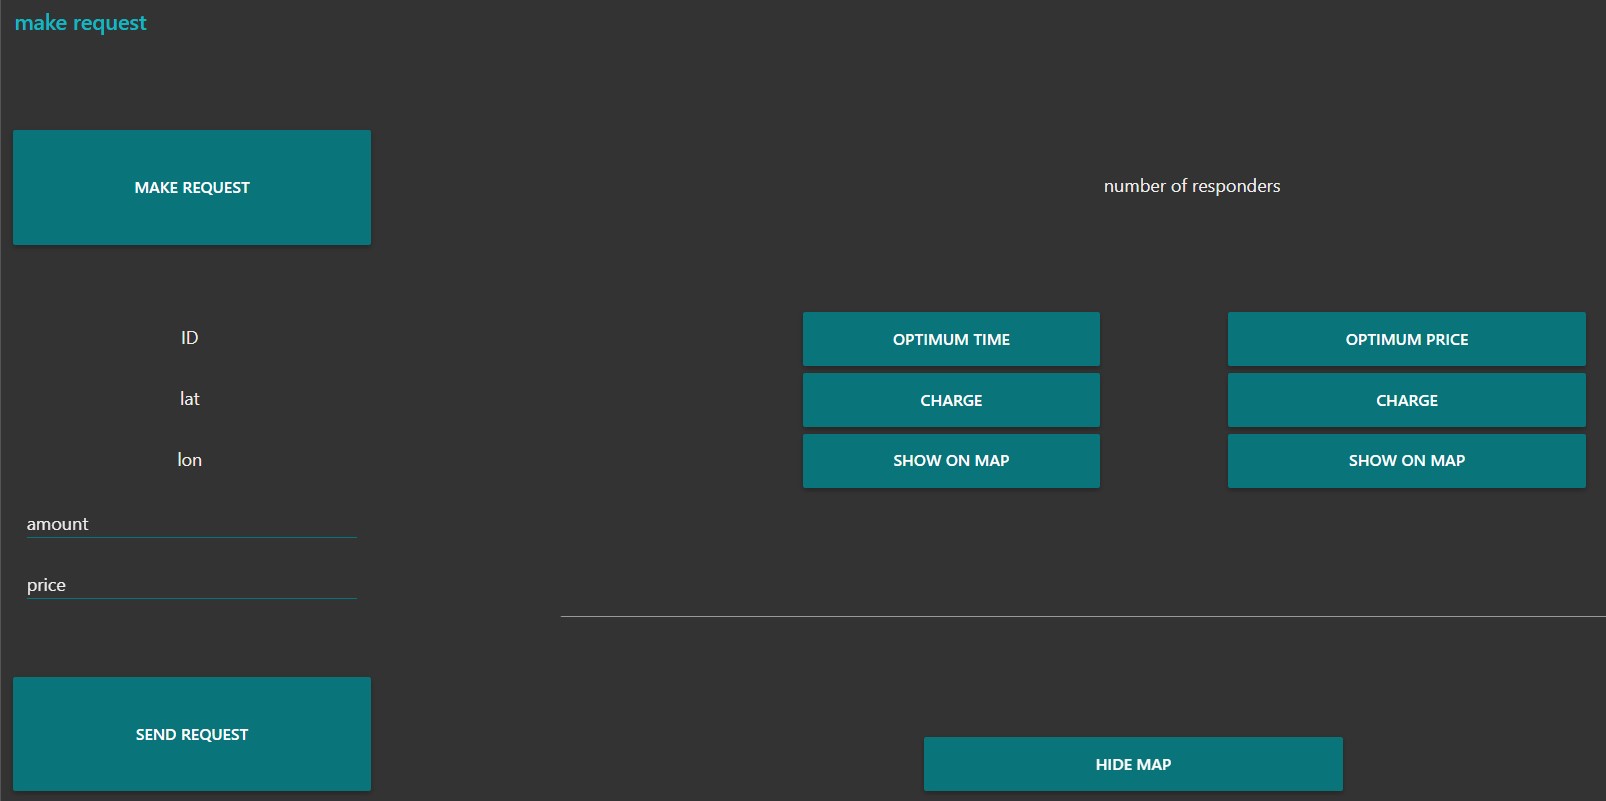 make request
MAKE REQUEST
number of responders
ID
OPTIMUM TIME
OPTIMUM PRICE
lat
CHARGE
CHARGE
lon
SHOW ON MAP
SHOW ON MAP
amount
price
SEND REQUEST
HIDE MAP